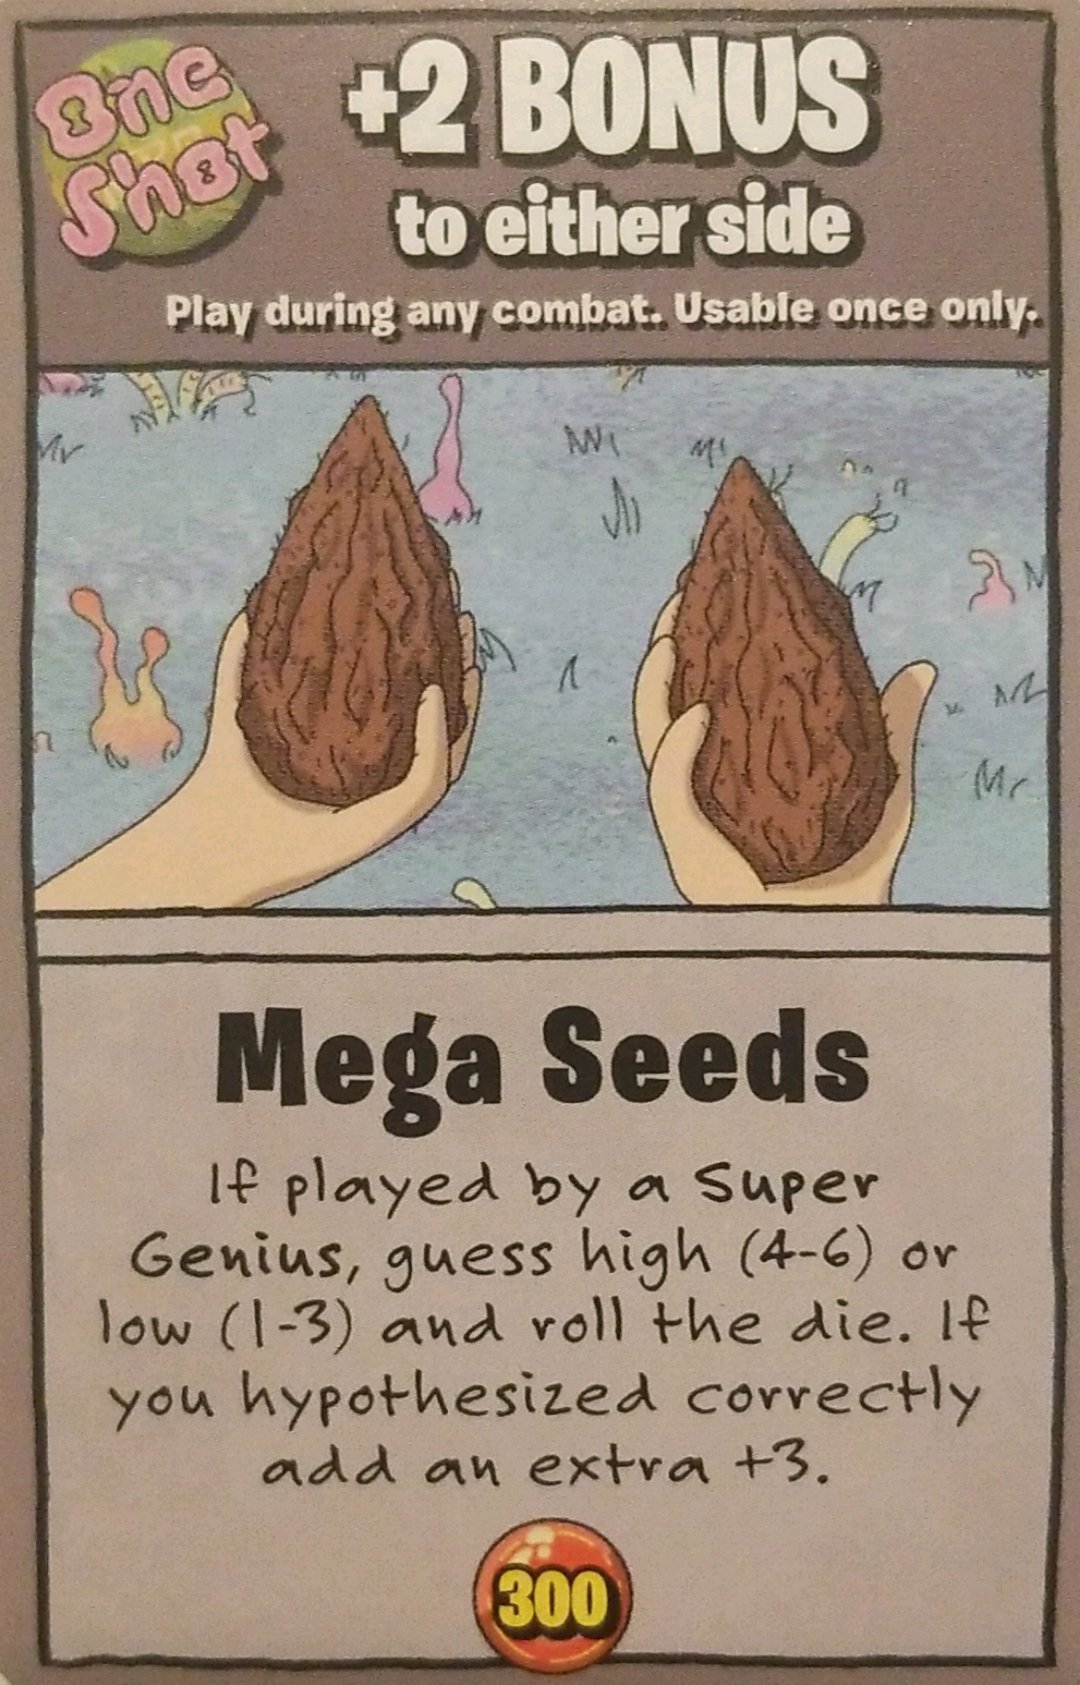 One
Shot
+2 BONUS
to either side
Play during any combat. Usable once only.
Mega Seeds
If played by a Super
Genius, guess high (4-6) or
low (1-3) and roll the die. If
you hypothesized correctly
add an extra +3.
300